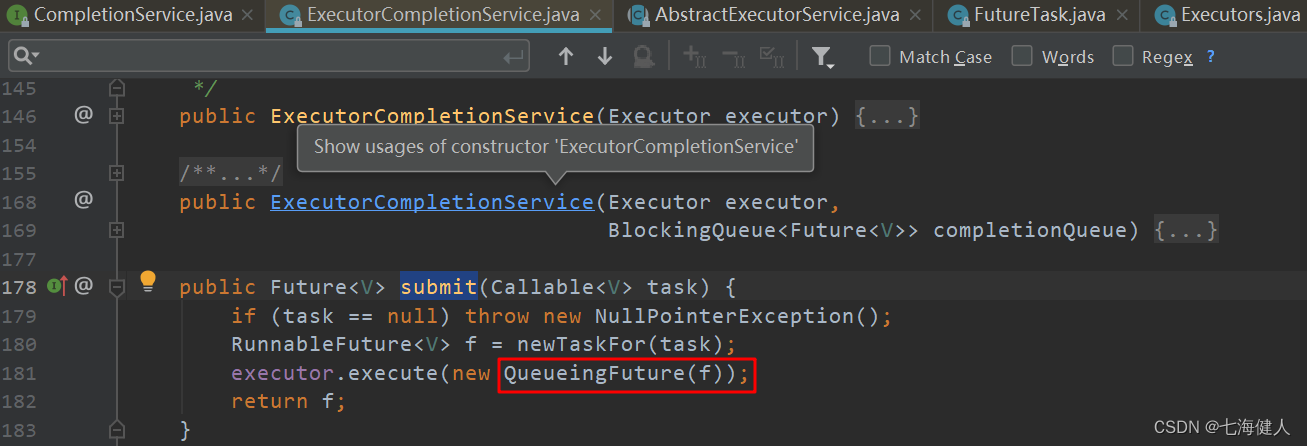 CompletionService.java × ExecutorCompletionService.java × AbstractExecutorService.java × FutureTask.java × Executors.java
Match Case Words Regex ?
145 */
146 @ public ExecutorCompletionService(Executor executor) {...}
Show usages of constructor 'ExecutorCompletionService'
154
155 /**...*/
168 @ public ExecutorCompletionService(Executor executor,
169 BlockingQueue<Future<V>> completionQueue) {...}
177
178 @ public Future<V> submit(Callable<V> task) {
179 if (task == null) throw new NullPointerException();
180 RunnableFuture<V> f = newTaskFor(task);
181 executor.execute(new QueueingFuture(f));
182 return f;
183 }
CSDN @七海健人